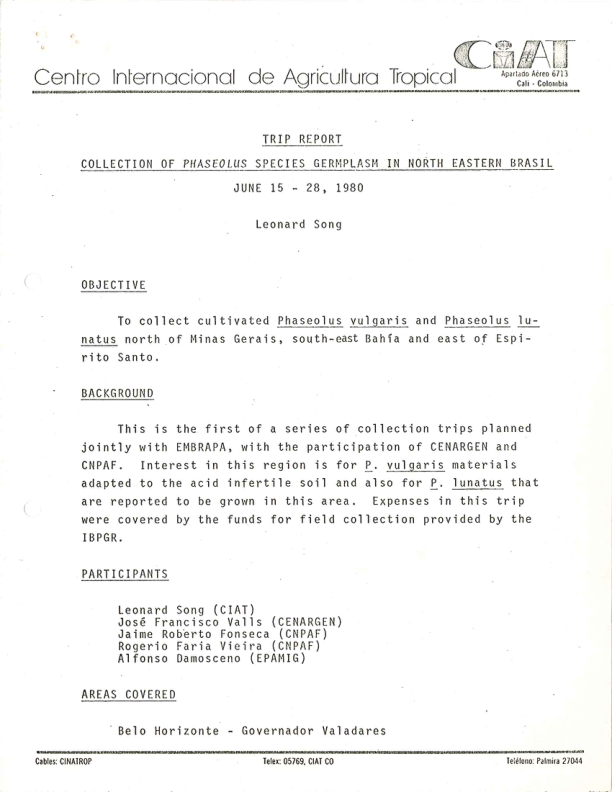 CIAT
Centro Internacional de Agricultura Tropical
Apartado Aéreo 6713
Cali - Colombia
TRIP REPORT
COLLECTION OF PHASEOLUS SPECIES GERMPLASM IN NORTH EASTERN BRASIL
JUNE 15 - 28, 1980
Leonard Song
OBJECTIVE
To collect cultivated Phaseolus vulgaris and Phaseolus lu-
natus north of Minas Gerais, south-east Bahía and east of Espi-
rito Santo.
BACKGROUND
This is the first of a series of collection trips planned
jointly with EMBRAPA, with the participation of CENARGEN and
CNPAF. Interest in this region is for P. vulgaris materials
adapted to the acid infertile soil and also for P. lunatus that
are reported to be grown in this area. Expenses in this trip
were covered by the funds for field collection provided by the
IBPGR.
PARTICIPANTS
Leonard Song (CIAT)
José Francisco Valls (CENARGEN)
Jaime Roberto Fonseca (CNPAF)
Rogerio Faria Vieira (CNPAF)
Alfonso Damosceno (EPAMIG)
AREAS COVERED
Belo Horizonte - Governador Valadares
Cables: CINATROP
Telex: 05769, CIAT CO
Teléfono: Palmira 27044